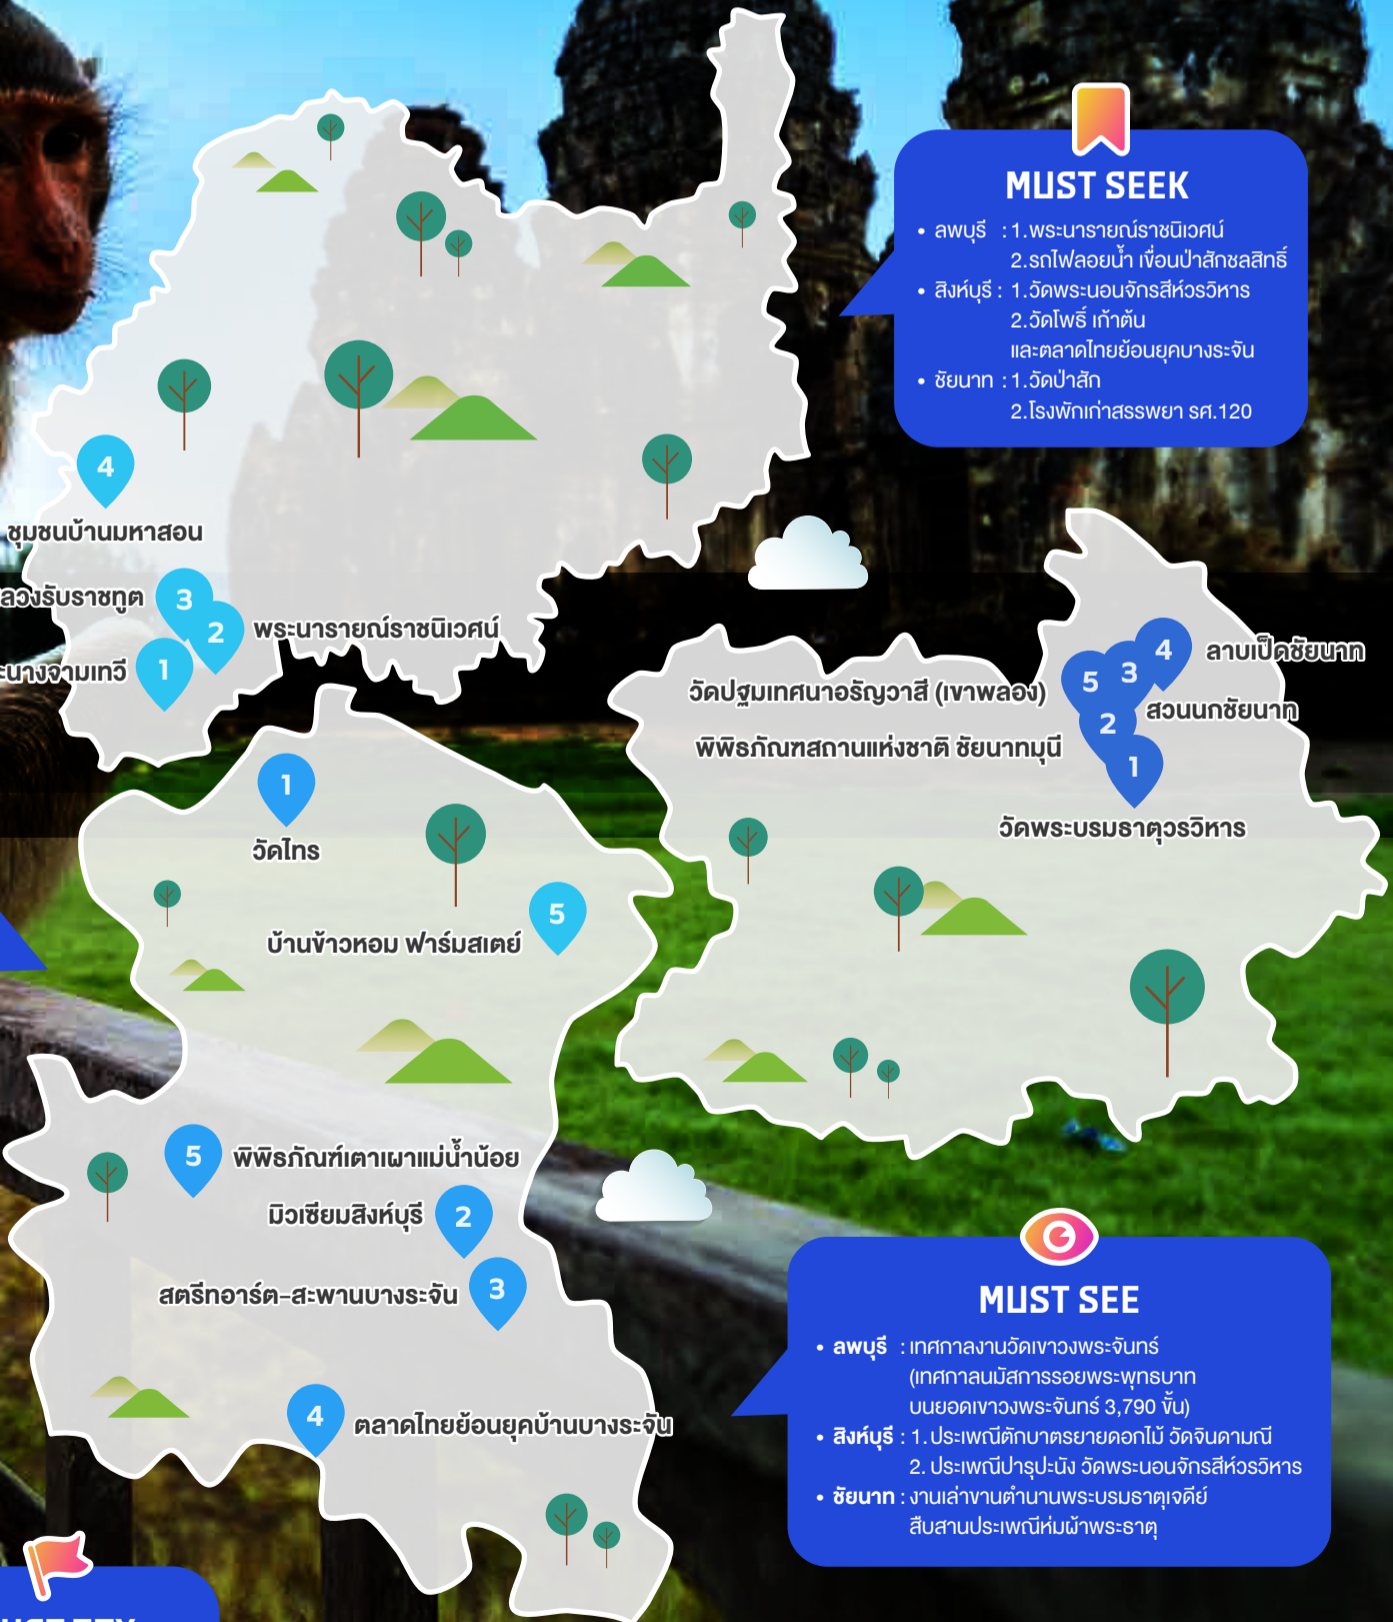 MUST SEEK
• ลพบุรี : 1.พระนารายณ์ราชนิเวศน์
2.รถไฟลอยน้ำ เขื่อนป่าสักชลสิทธิ์
• สิงห์บุรี : 1.วัดพระนอนจักรสีห์วรวิหาร
2.วัดโพธิ์ เก้าต้น
และตลาดไทยย้อนยุคบางระจัน
• ชัยนาท : 1.วัดป่าสัก
2.โรงพักเก่าสรรพยา รศ.120
4
ชุมชนบ้านมหาสอน
ลวงรับราชทูต 3
2 พระนารายณ์ราชนิเวศน์
ะนางจามเทวี 1
4 ลาบเป็ดชัยนาท
วัดปฐมเทศนาอรัญวาสี (เขาพลอง) 5 3
สวนนกชัยนาท
พิพิธภัณฑสถานแห่งชาติ ชัยนาทมุนี 2
1
วัดพระบรมธาตุวรวิหาร
1
วัดไทร
บ้านข้าวหอม ฟาร์มสเตย์ 5
5 พิพิธภัณฑ์เตาเผาแม่น้ำน้อย
มิวเซียมสิงห์บุรี 2
สตรีทอาร์ต-สะพานบางระจัน 3
4 ตลาดไทยย้อนยุคบ้านบางระจัน
MUST SEE
• ลพบุรี : เทศกาลงานวัดเขาวงพระจันทร์
(เทศกาลนมัสการรอยพระพุทธบาท
บนยอดเขาวงพระจันทร์ 3,790 ขั้น)
• สิงห์บุรี : 1. ประเพณีตักบาตรยายดอกไม้ วัดจินดามณี
2. ประเพณีปารุปะนัง วัดพระนอนจักรสีห์วรวิหาร
• ชัยนาท : งานเล่าขานตำนานพระบรมธาตุเจดีย์
สืบสานประเพณีห่มผ้าพระธาตุ